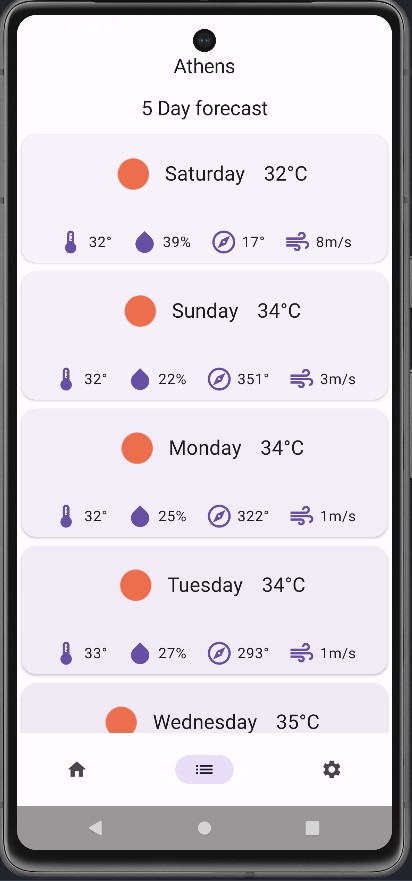 Athens
5 Day forecast
Saturday 32°C
32° 39% 17° 8m/s
Sunday 34°C
32° 22% 351° 3m/s
Monday 34°C
32° 25% 322° 1m/s
Tuesday 34°C
33° 27% 293° 1m/s
Wednesday 35°C